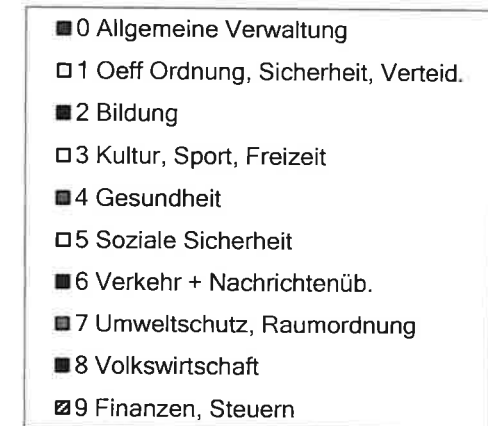 0 Allgemeine Verwaltung
1 Oeff Ordnung, Sicherheit, Verteid.
2 Bildung
3 Kultur, Sport, Freizeit
4 Gesundheit
5 Soziale Sicherheit
6 Verkehr + Nachrichtenüb.
7 Umweltschutz, Raumordnung
8 Volkswirtschaft
9 Finanzen, Steuern